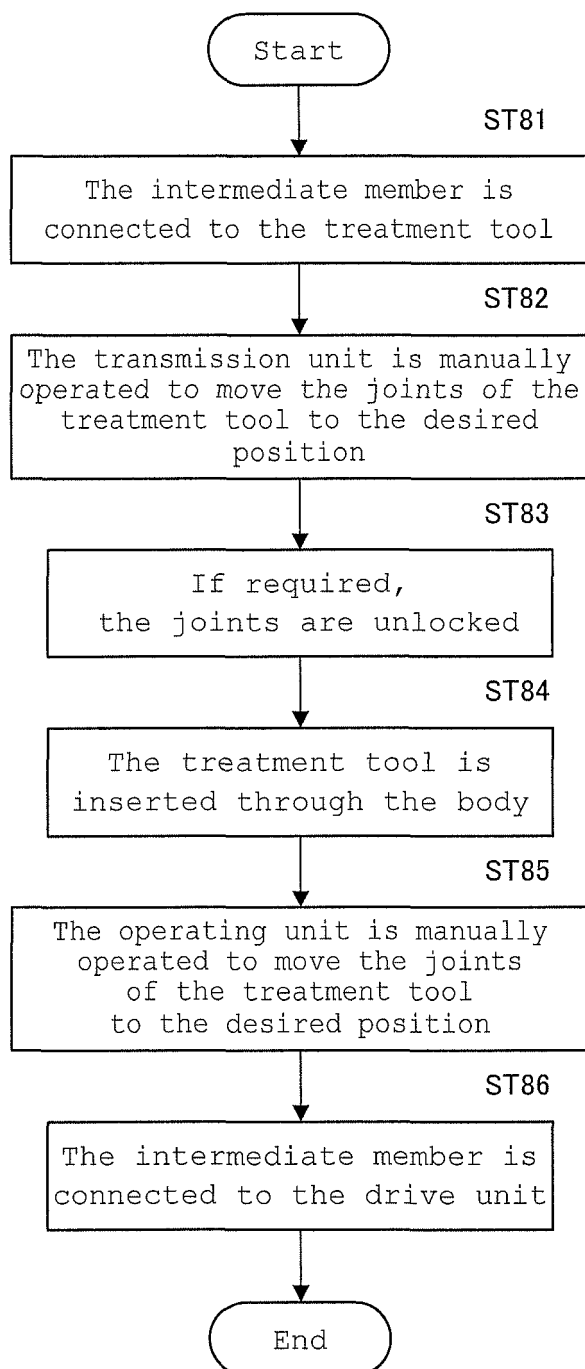 Start
ST81
The intermediate member is
connected to the treatment tool
ST82
The transmission unit is manually
operated to move the joints of the
treatment tool to the desired
position
ST83
If required,
the joints are unlocked
ST84
The treatment tool is
inserted through the body
ST85
The operating unit is manually
operated to move the joints
of the treatment tool
to the desired position
ST86
The intermediate member is
connected to the drive unit
End